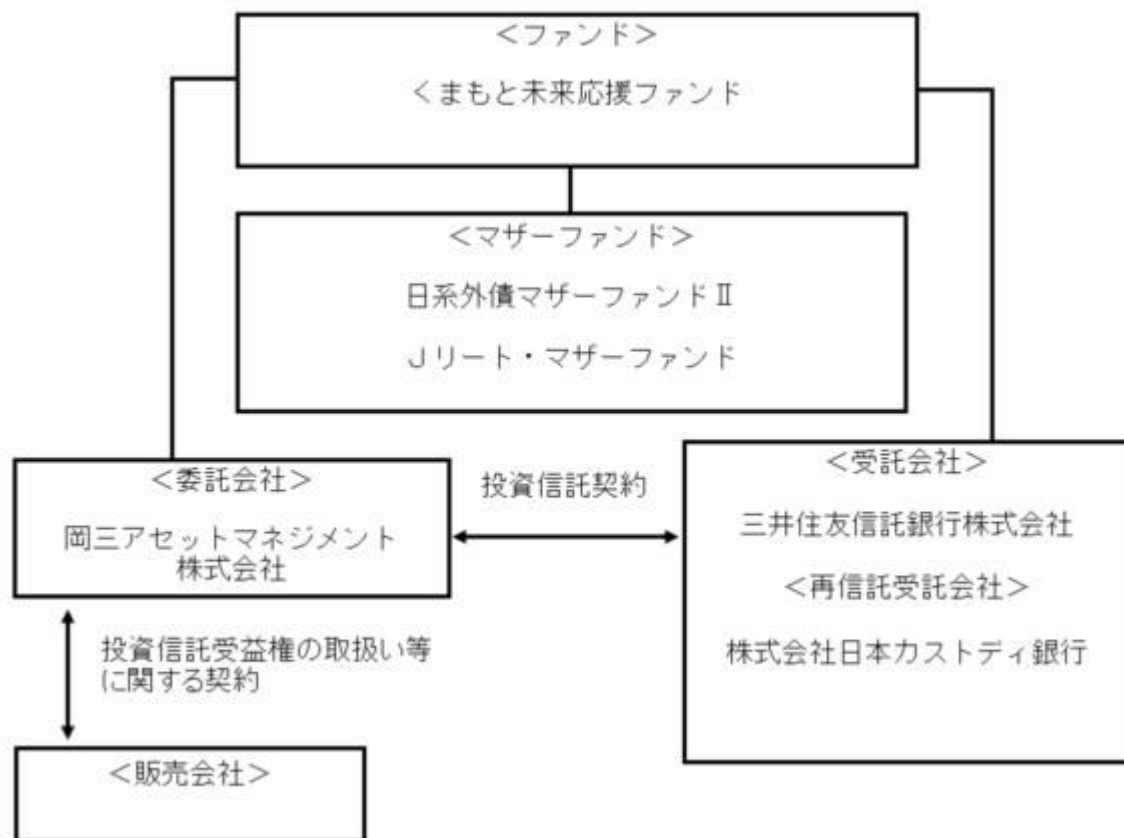 ＜ファンド＞
くまもと未来応援ファンド
＜マザーファンド＞
日系外債マザーファンドⅡ
Ｊリート・マザーファンド
＜委託会社＞
岡三アセットマネジメント
株式会社
投資信託契約
＜受託会社＞
三井住友信託銀行株式会社
＜再信託受託会社＞
株式会社日本カストディ銀行
投資信託受益権の取扱い等
に関する契約
＜販売会社＞